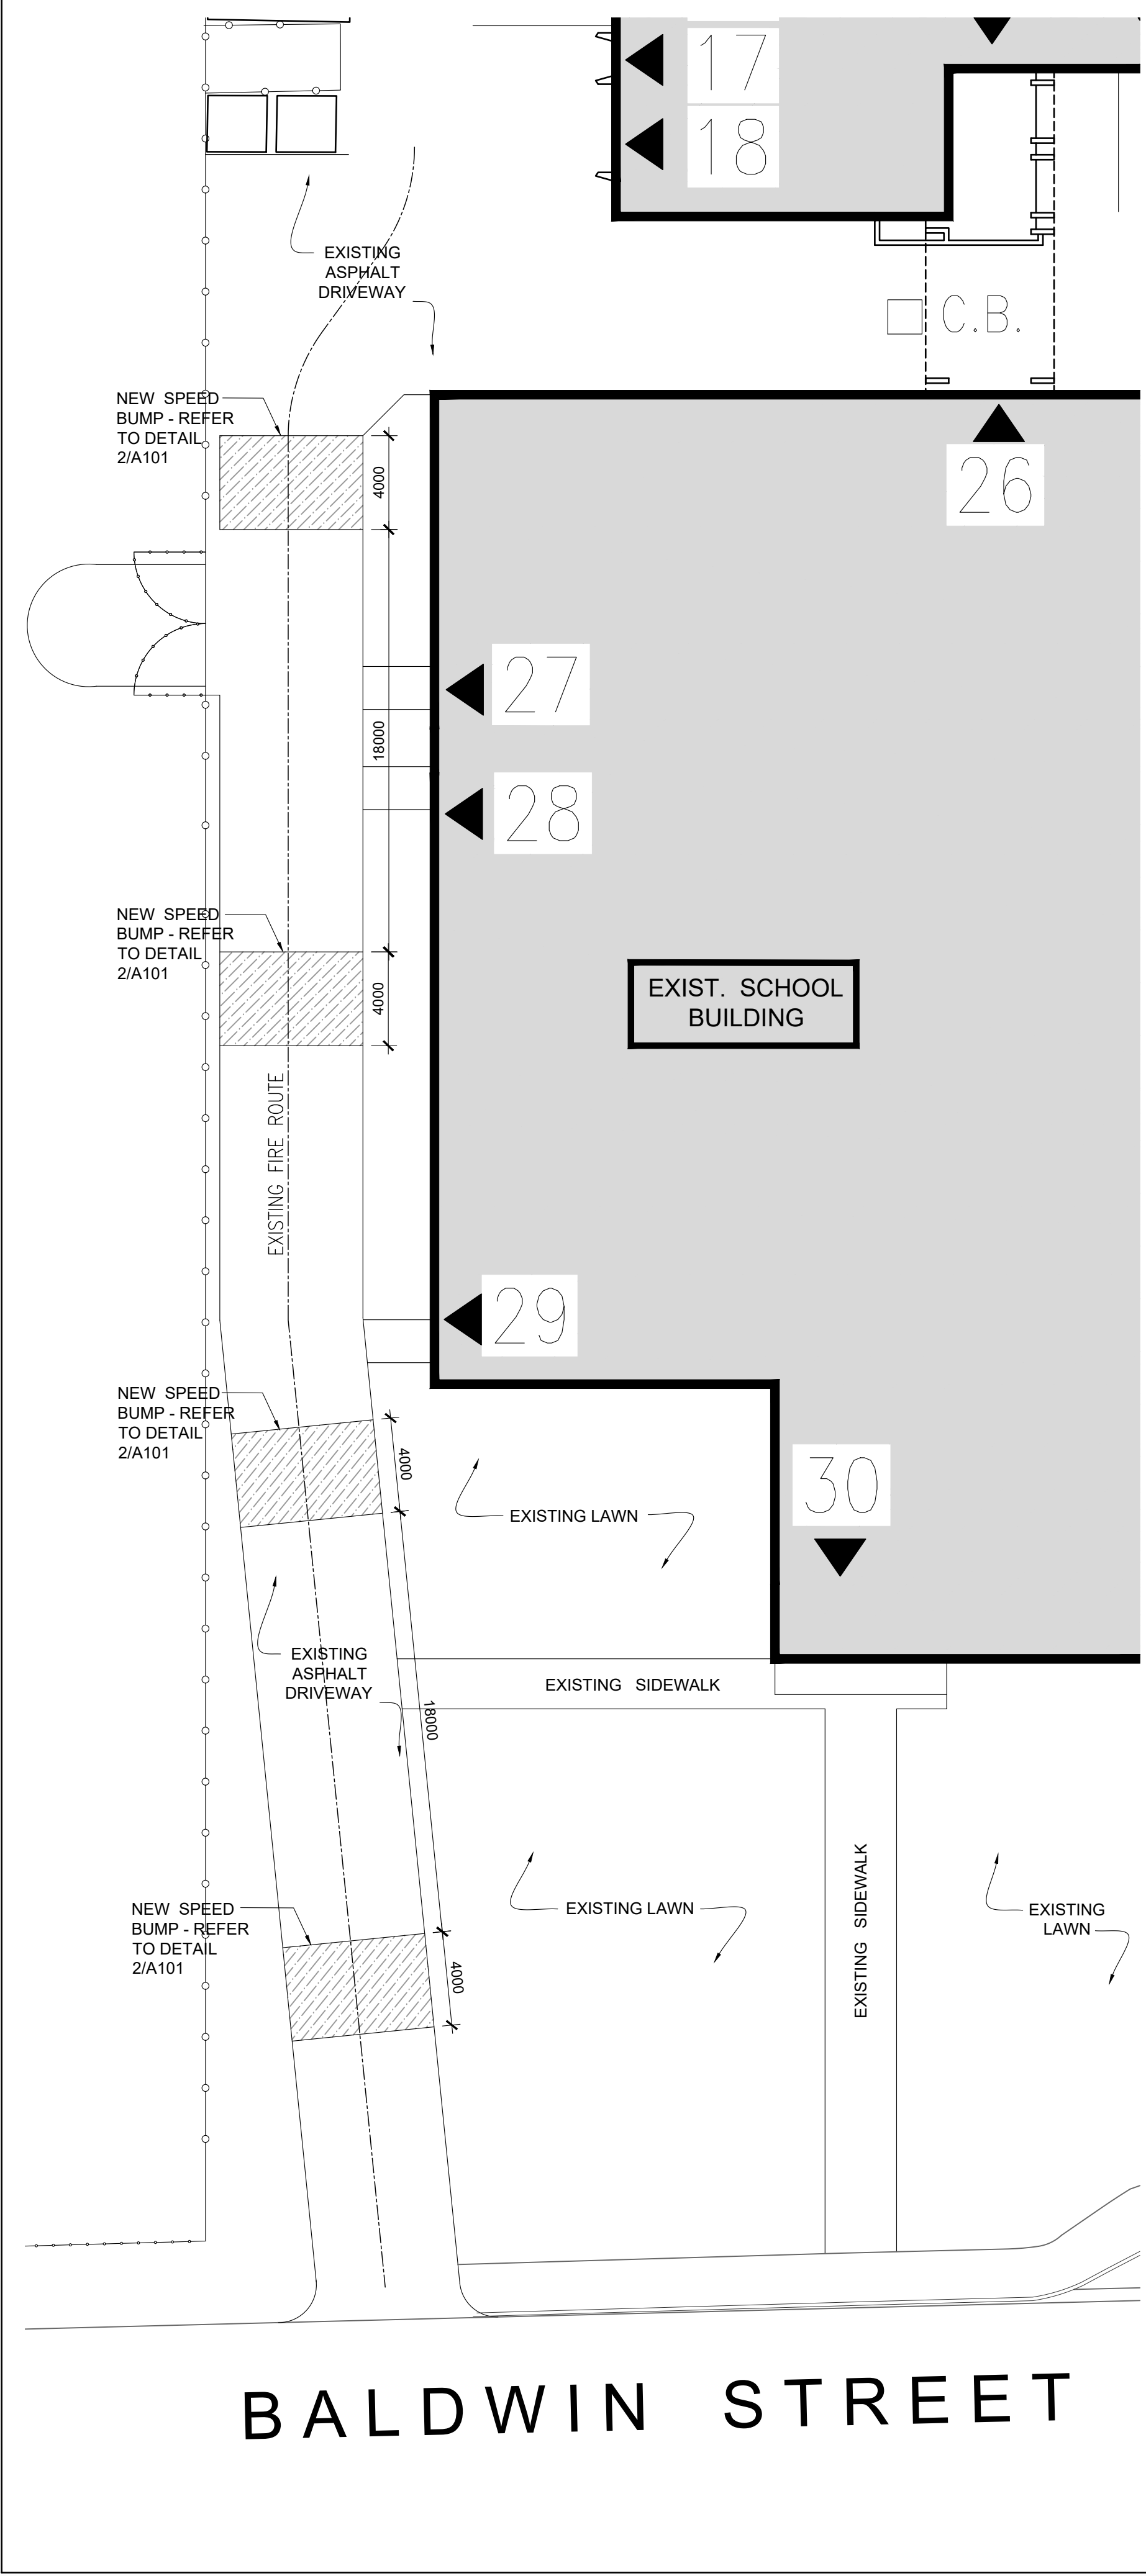 17
18
EXISTING
ASPHALT
DRIVEWAY
C.B.
NEW SPEED
BUMP - REFER
TO DETAIL
2/A101
4000
26
27
18000
28
NEW SPEED
BUMP - REFER
TO DETAIL
2/A101
4000
EXIST. SCHOOL
BUILDING
EXISTING FIRE ROUTE
29
NEW SPEED
BUMP - REFER
TO DETAIL
2/A101
4000
30
EXISTING LAWN
EXISTING
ASPHALT
DRIVEWAY
EXISTING SIDEWALK
18000
NEW SPEED
BUMP - REFER
TO DETAIL
2/A101
4000
EXISTING LAWN
EXISTING SIDEWALK
EXISTING
LAWN
BALDWIN STREET